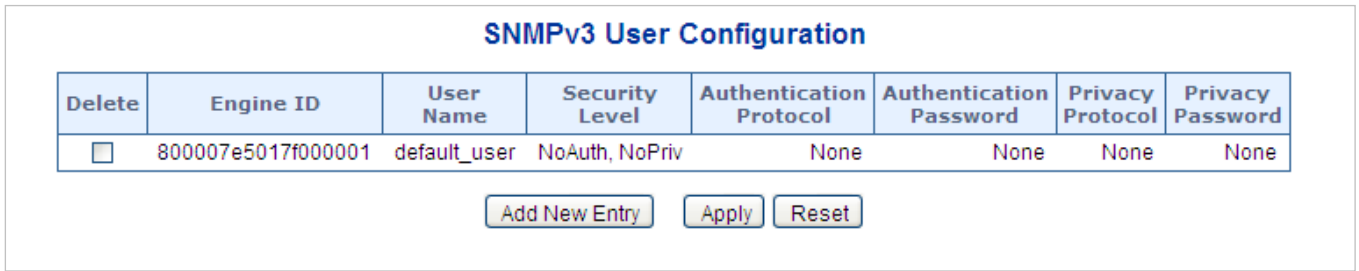 SNMPv3 User Configuration
Delete Engine ID User Name Security Level Authentication Protocol Authentication Password Privacy Protocol Privacy Password
800007e5017f000001 default_user NoAuth, NoPriv None None None None
Add New Entry Apply Reset